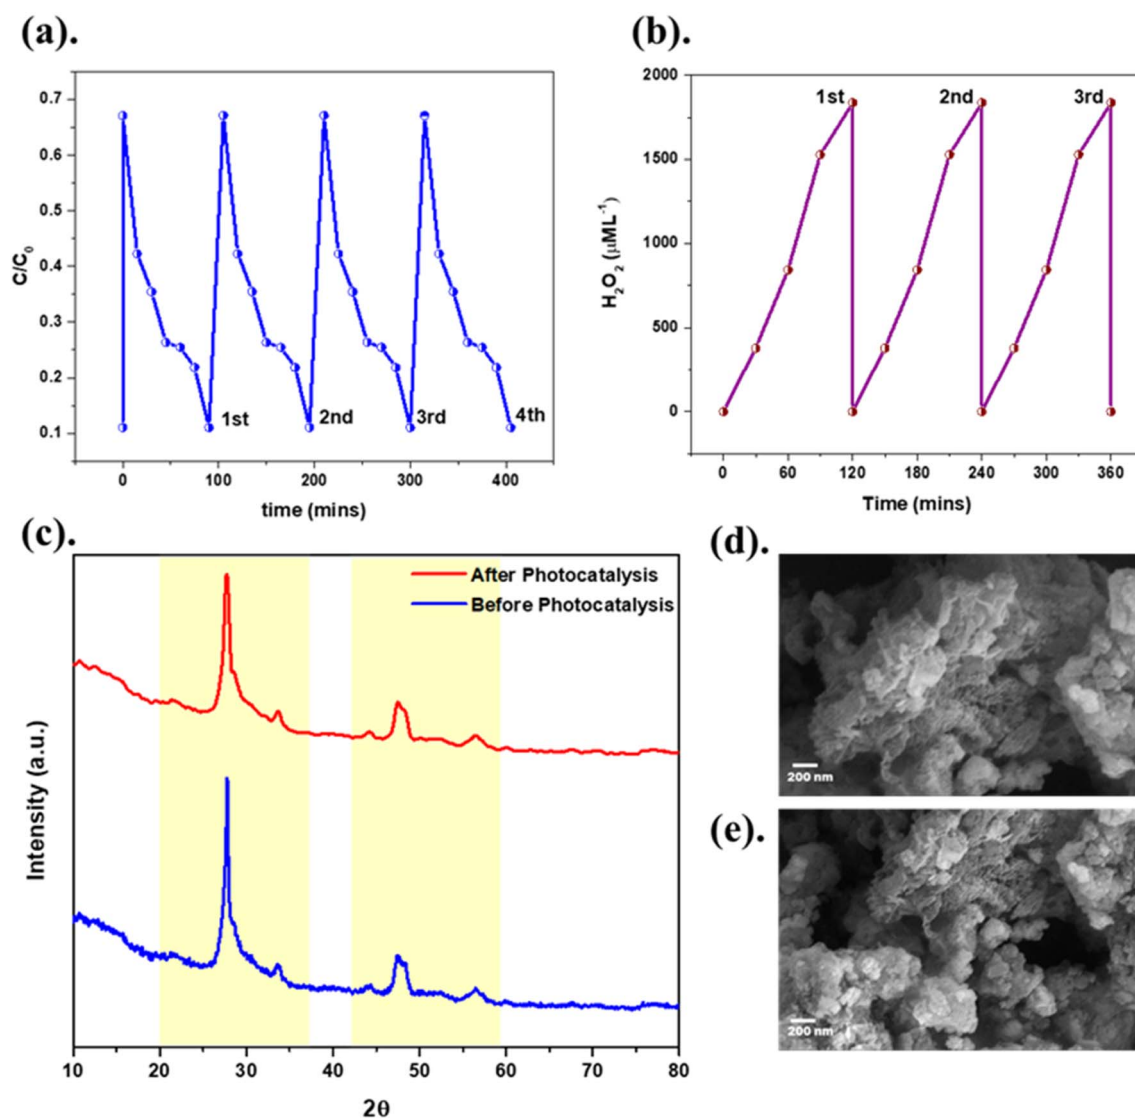 (a).
0.7
0.6
0.5
0.4
0.3
0.2
0.1
C/C₀
1st
2nd
3rd
4th
0 100 200 300 400
time (mins)
(b).
2000
1500
1000
500
0
H₂O₂ (μML⁻¹)
1st
2nd
3rd
0 60 120 180 240 300 360
Time (mins)
(c).
After Photocatalysis
Before Photocatalysis
Intensity (a.u.)
10 20 30 40 50 60 70 80
2θ
(d).
200 nm
(e).
200 nm